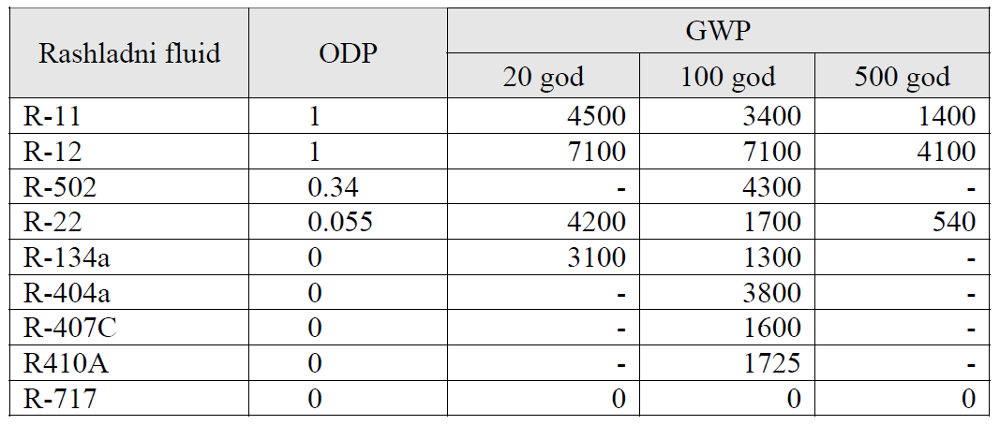 Rashladni fluid ODP GWP
20 god 100 god 500 god
R-11 1 4500 3400 1400
R-12 1 7100 7100 4100
R-502 0.34 - 4300 -
R-22 0.055 4200 1700 540
R-134a 0 3100 1300 -
R-404a 0 - 3800 -
R-407C 0 - 1600 -
R410A 0 - 1725 -
R-717 0 0 0 0